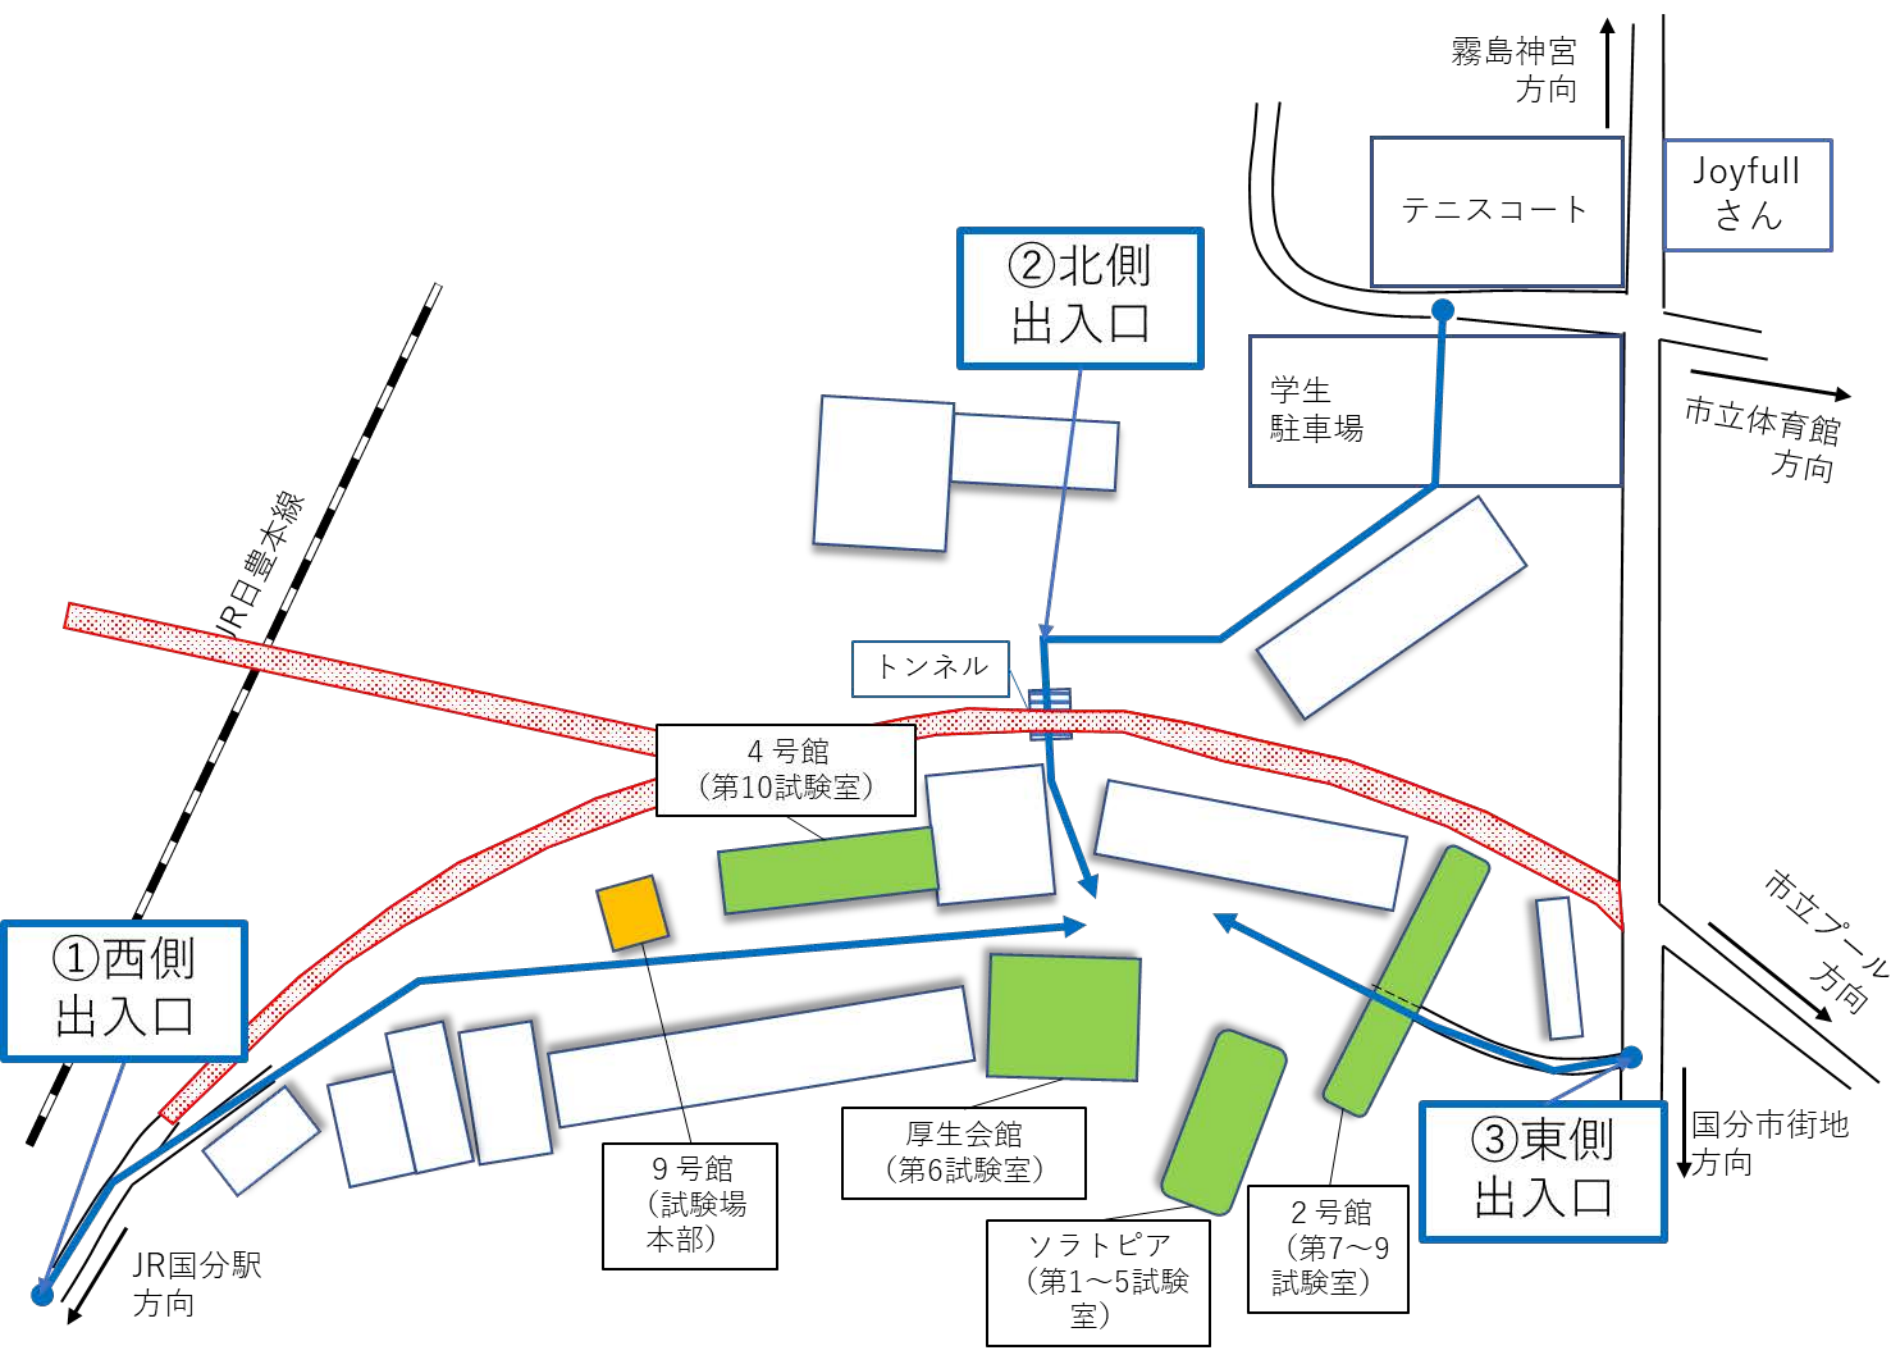 霧島神宮
方向
Joyfull
さん
テニスコート
②北側
出入口
学生
駐車場
市立体育館
方向
JR日豊本線
トンネル
4号館
（第10試験室）
市立プール
方向
①西側
出入口
厚生会館
（第6試験室）
③東側
出入口
国分市街地
方向
9号館
（試験場
本部）
2号館
（第7～9
試験室）
ソラトピア
（第1～5試験
室）
JR国分駅
方向